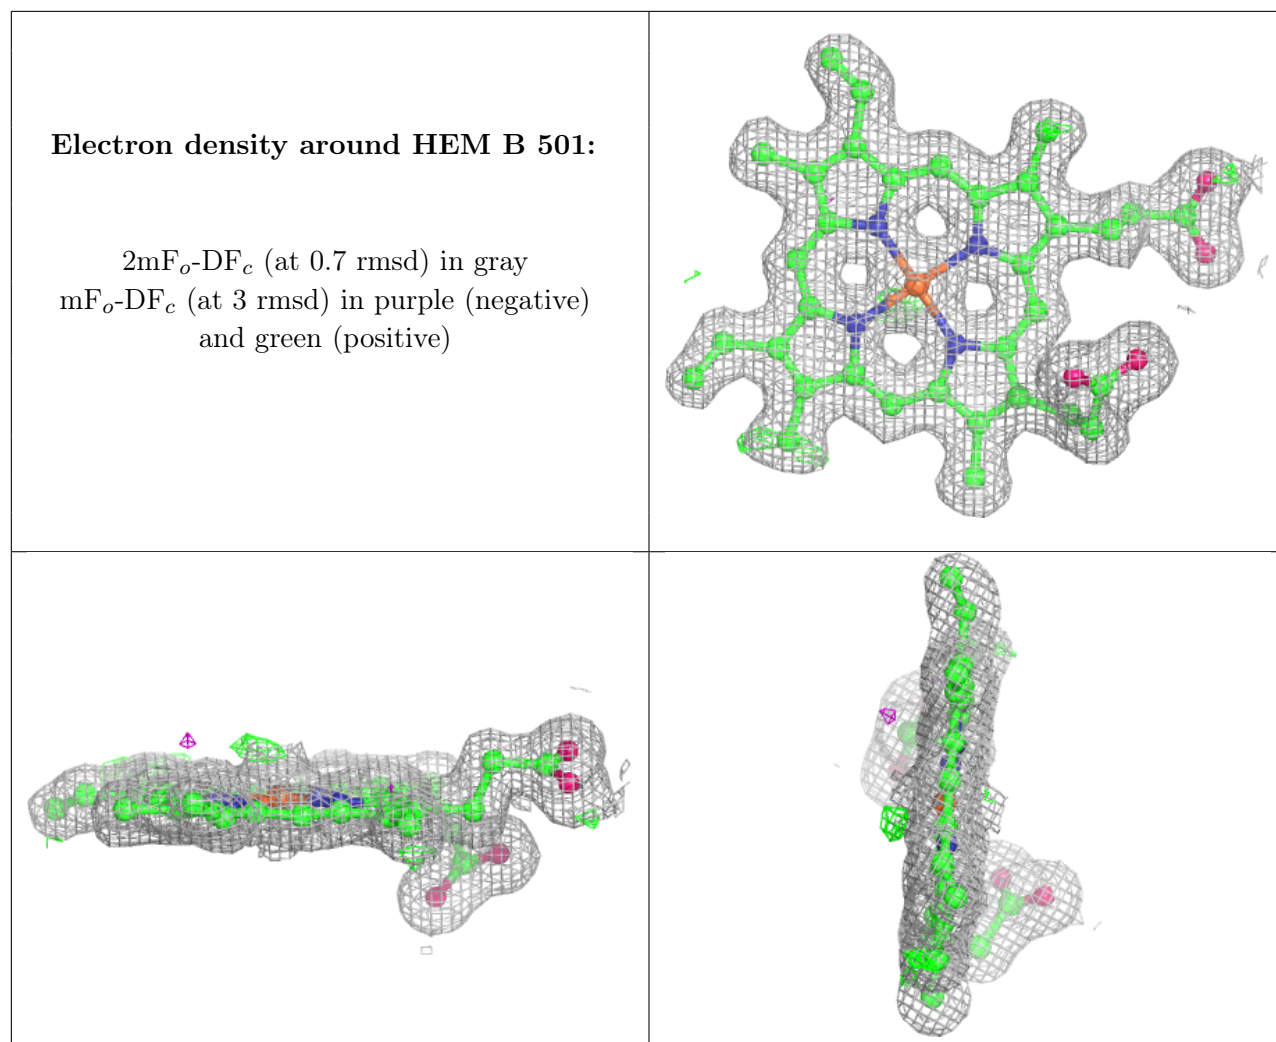 Electron density around HEM B 501:
2mFo-DFc (at 0.7 rmsd) in gray
mFo-DFc (at 3 rmsd) in purple (negative)
and green (positive)